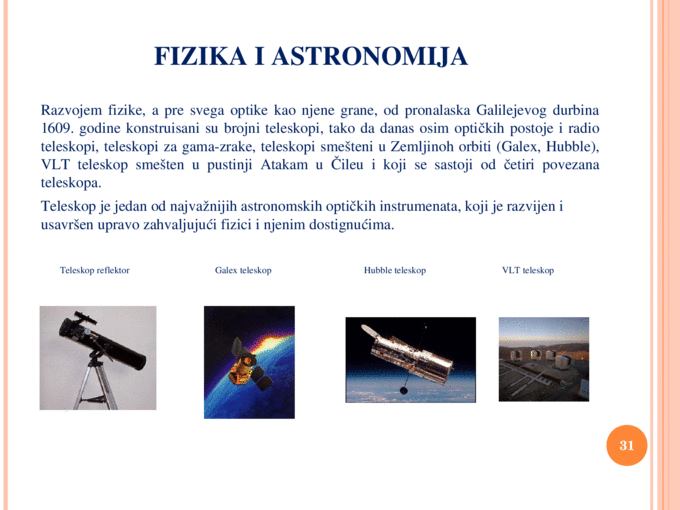 FIZIKA I ASTRONOMIJA
Razvojem fizike, a pre svega optike kao njene grane, od pronalaska Galilejevog durbina
1609. godine konstruisani su brojni teleskopi, tako da danas osim optičkih postoje i radio
teleskopi, teleskopi za gama-zrake, teleskopi smešteni u Zemljinoh orbiti (Galex, Hubble),
VLT teleskop smešten u pustinji Atakam u Čileu i koji se sastoji od četiri povezana
teleskopa.
Teleskop je jedan od najvažnijih astronomskih optičkih instrumenata, koji je razvijen i
usavršen upravo zahvaljujući fizici i njenim dostignućima.
Teleskop reflektor Galex teleskop Hubble teleskop VLT teleskop
31